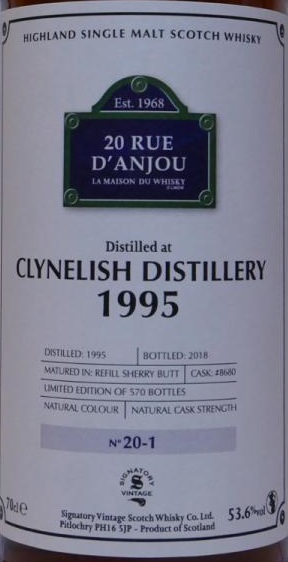 HIGHLAND SINGLE MALT SCOTCH WHISKY
Est. 1968
20 RUE
D'ANJOU
LA MAISON DU WHISKY
Distilled at
CLYNELISH DISTILLERY
1995
DISTILLED: 1995 BOTTLED: 2018
MATURED IN: REFILL SHERRY BUTT CASK: #8680
LIMITED EDITION OF 570 BOTTLES
NATURAL COLOUR NATURAL CASK STRENGTH
N° 20-1
SIGNATORY
VINTAGE
70cl e
Signatory Vintage Scotch Whisky Co. Ltd.
Pitlochry PH16 5JP - Product of Scotland
53.6%vol